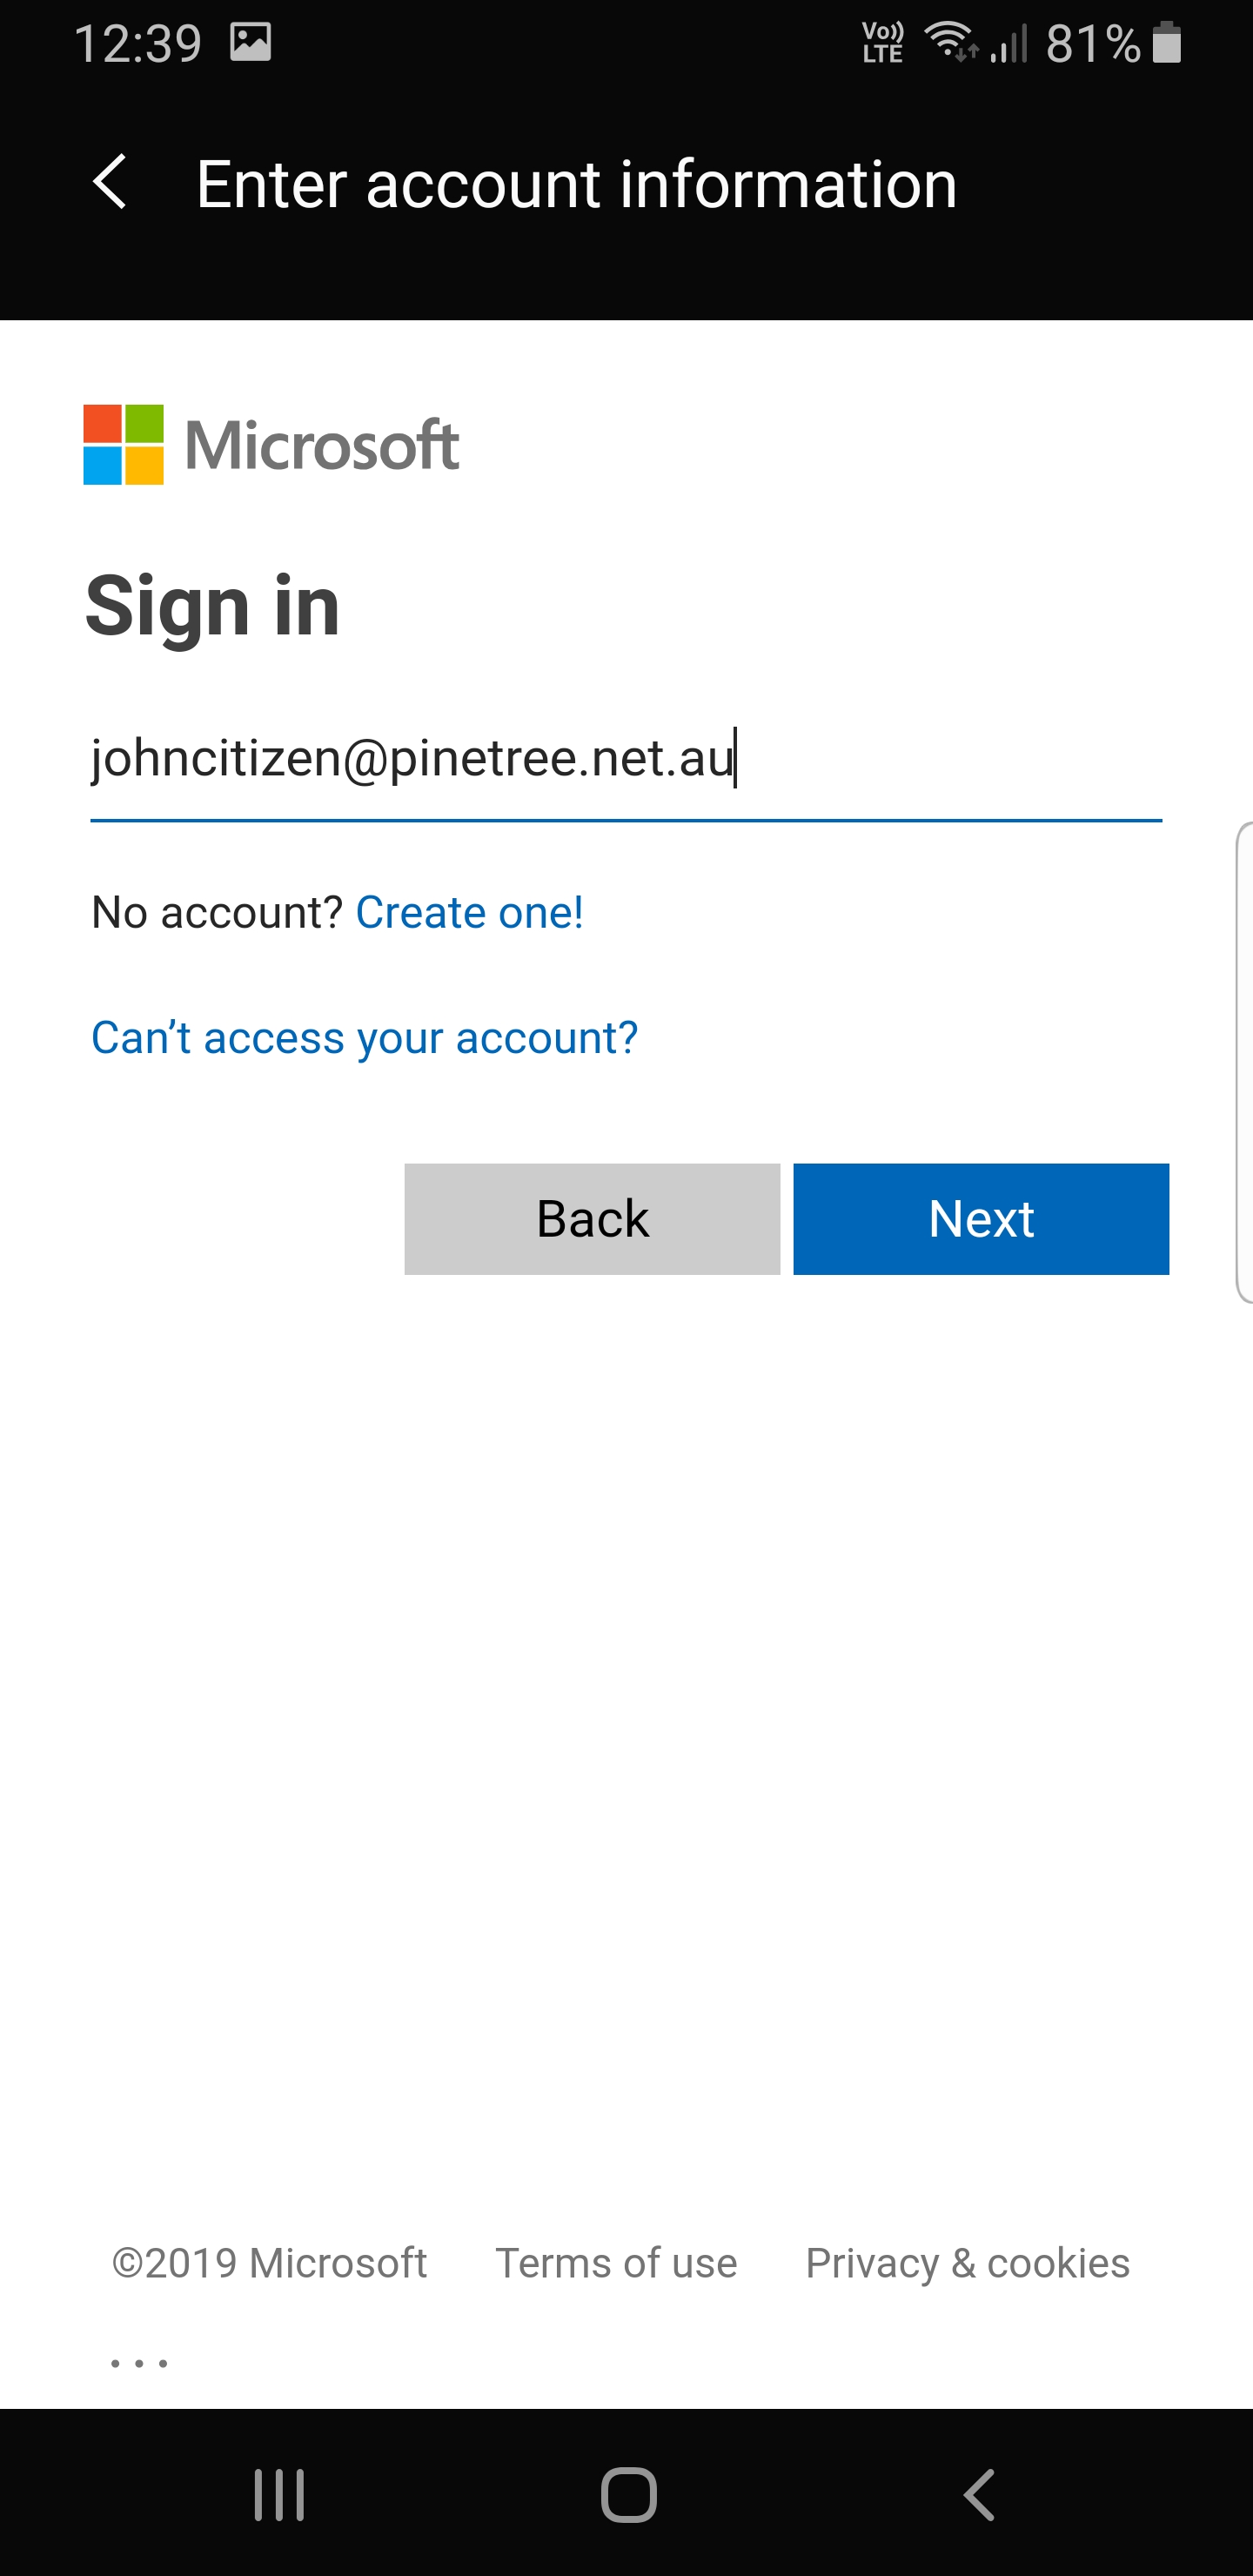 12:39 Vo)) LTE 81%
Enter account information
Microsoft
Sign in
johncitizen@pinetree.net.au
No account? Create one!
Can’t access your account?
Back Next
©2019 Microsoft Terms of use Privacy & cookies
...